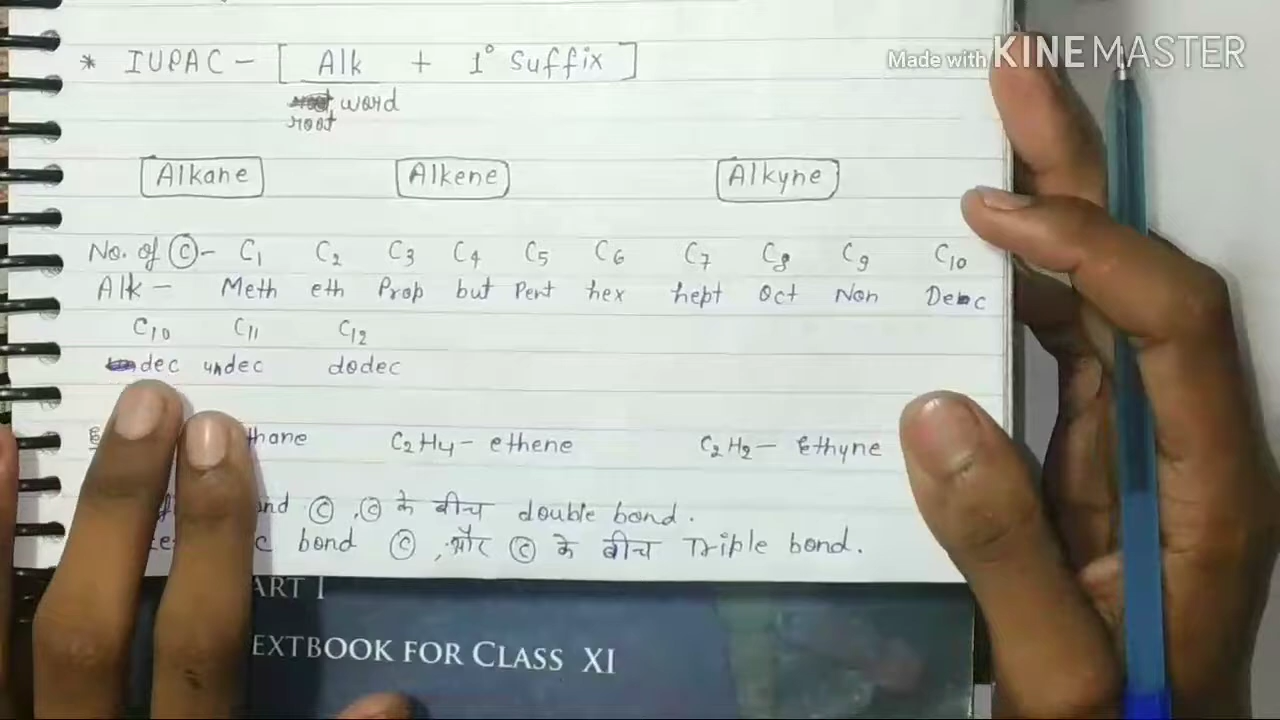 Made with KINEMASTER
* IUPAC - [ Alk + 1° Suffix ]
word
root
Alkane Alkene Alkyne
No. of Ⓒ- C₁ C₂ C₃ C₄ C₅ C₆ C₇ C₈ C₉ C₁₀
Alk - Meth eth Prop but Pent hex hept Oct Non Dec
C₁₀ C₁₁ C₁₂
dec undec dodec
thane C₂H₄ - ethene C₂H₂ - Ethyne
Ⓒ ,Ⓒ के बीच double bond.
bond Ⓒ , और Ⓒ के बीच Triple bond.
ART I
EXTBOOK FOR CLASS XI